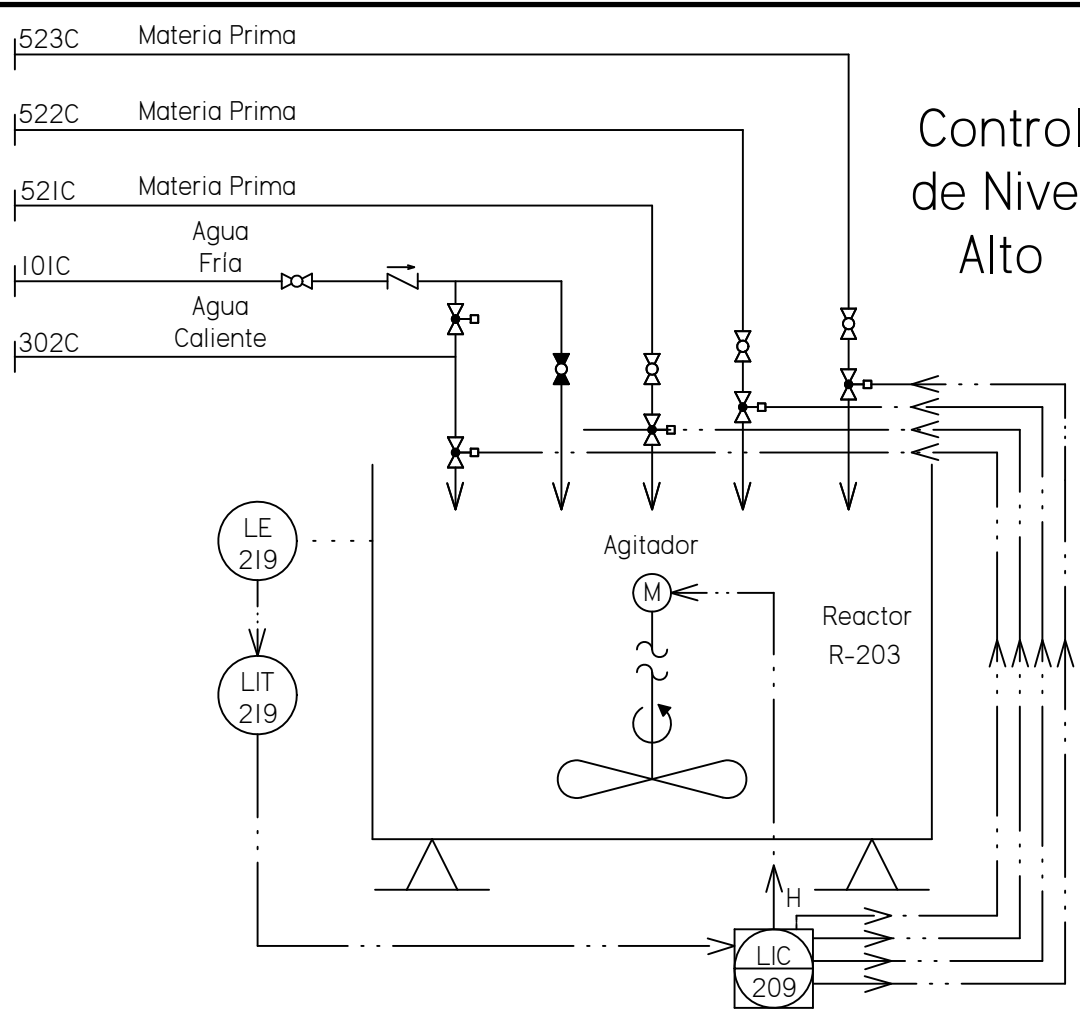 523C Materia Prima
522C Materia Prima
521C Materia Prima
Agua
Fría
101C
Agua
Caliente
302C
Control
de Nive
Alto
LE
219
LIT
219
Agitador
M
Reactor
R-203
H
LIC
209